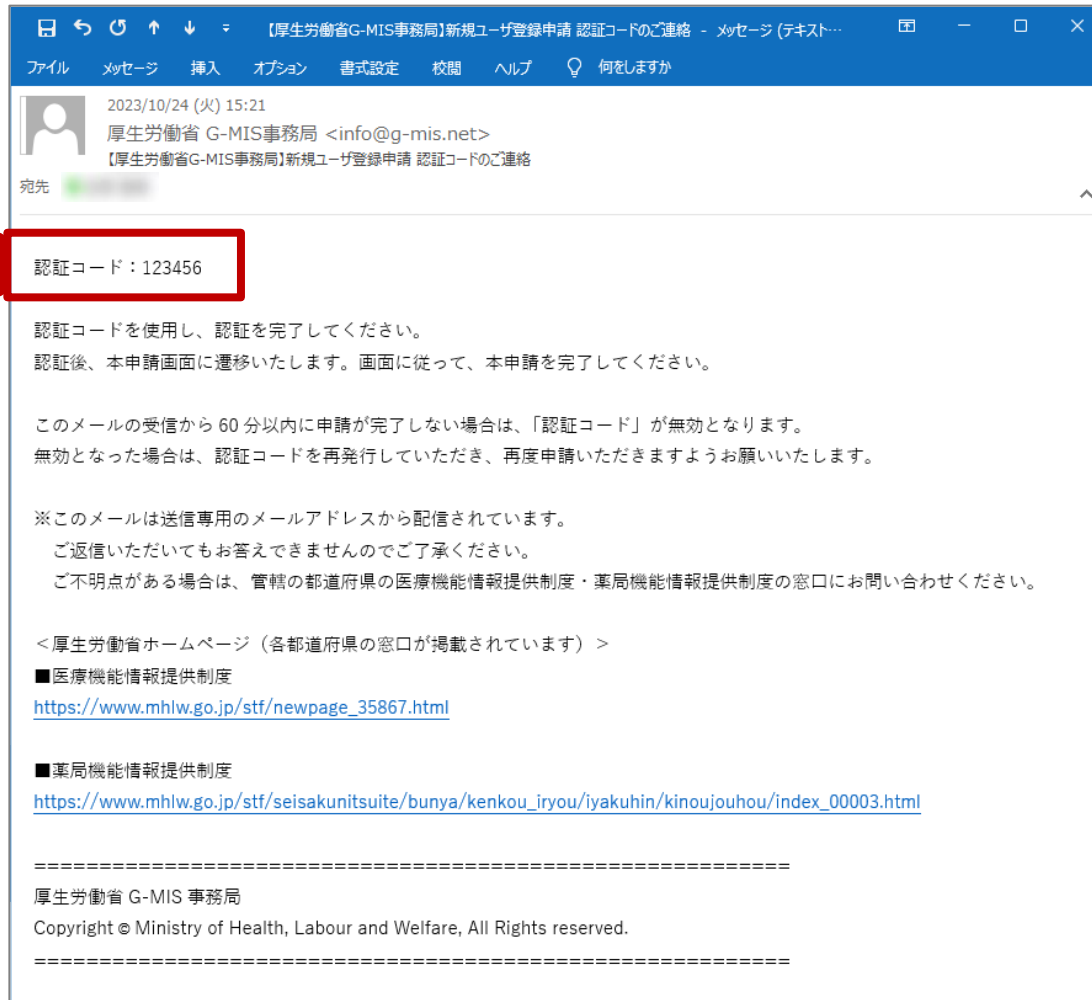 【厚生労働省G-MIS事務局】新規ユーザ登録申請 認証コードのご連絡 - メッセージ (テキスト…
ファイル メッセージ 挿入 オプション 書式設定 校閲 ヘルプ 何をしますか
2023/10/24 (火) 15:21
厚生労働省 G-MIS事務局 <info@g-mis.net>
【厚生労働省G-MIS事務局】新規ユーザ登録申請 認証コードのご連絡
宛先
認証コード：123456
認証コードを使用し、認証を完了してください。
認証後、本申請画面に遷移いたします。画面に従って、本申請を完了してください。
このメールの受信から 60 分以内に申請が完了しない場合は、「認証コード」が無効となります。
無効となった場合は、認証コードを再発行していただき、再度申請いただきますようお願いいたします。
※このメールは送信専用のメールアドレスから配信されています。
ご返信いただいてもお答えできませんのでご了承ください。
ご不明点がある場合は、管轄の都道府県の医療機能情報提供制度・薬局機能情報提供制度の窓口にお問い合わせください。
＜厚生労働省ホームページ（各都道府県の窓口が掲載されています）＞
■医療機能情報提供制度
https://www.mhlw.go.jp/stf/newpage_35867.html
■薬局機能情報提供制度
https://www.mhlw.go.jp/stf/seisakunitsuite/bunya/kenkou_iryou/iyakuhin/kinoujouhou/index_00003.html
==========================================================
厚生労働省 G-MIS 事務局
Copyright © Ministry of Health, Labour and Welfare, All Rights reserved.
==========================================================